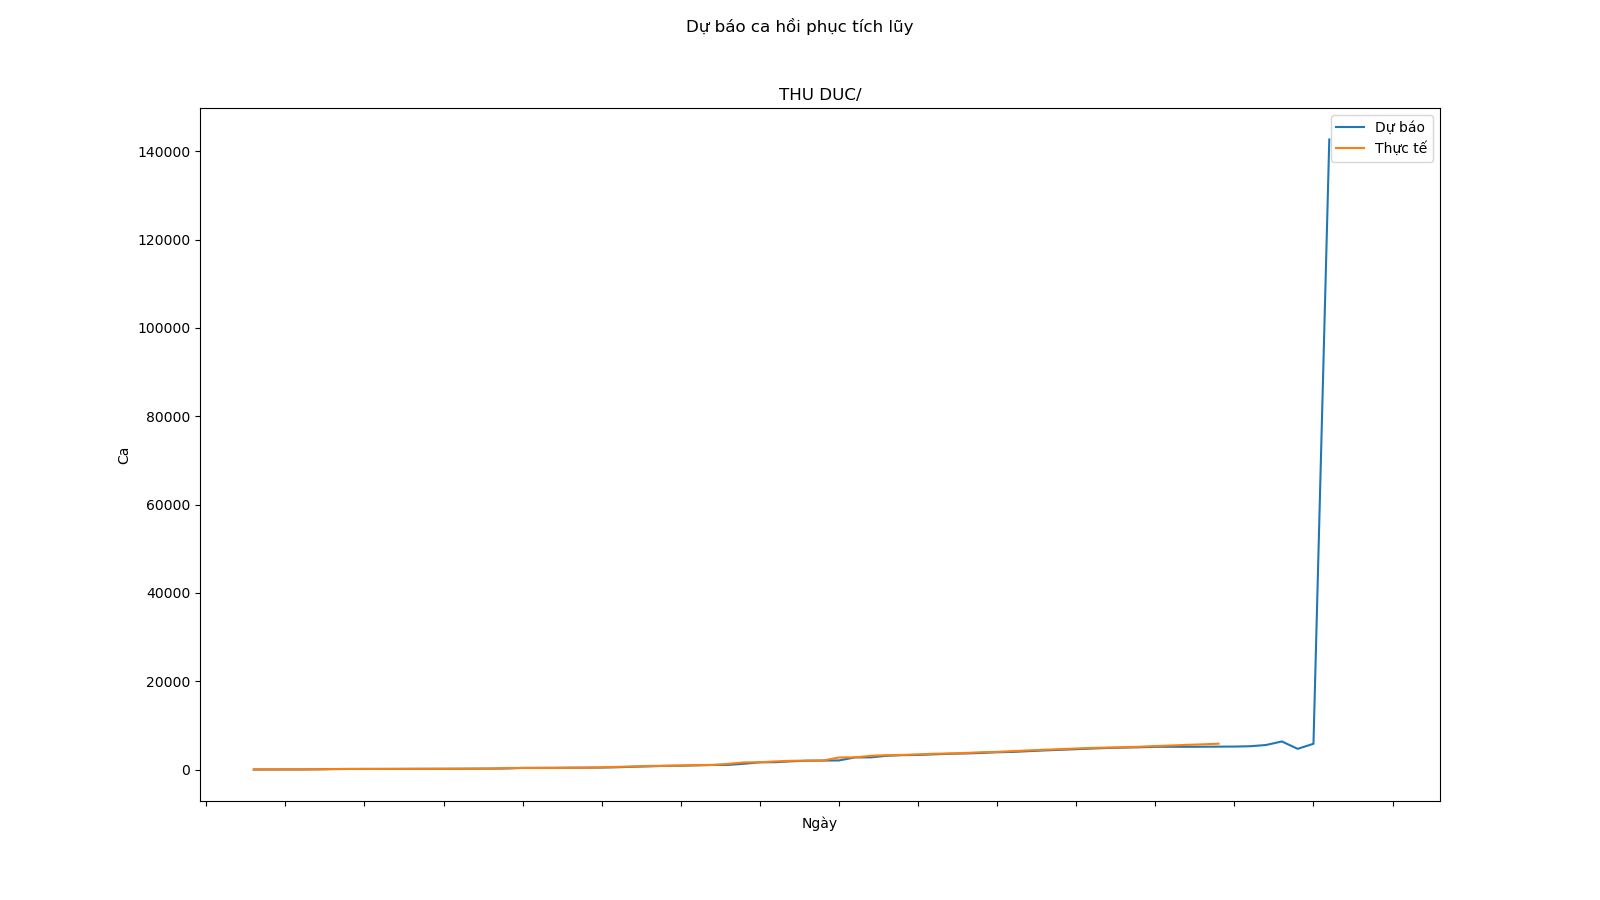 Dự báo ca hồi phục tích lũy
THU DUC/
Dự báo
Thực tế
140000
120000
100000
80000
60000
40000
20000
0
Ca
Ngày